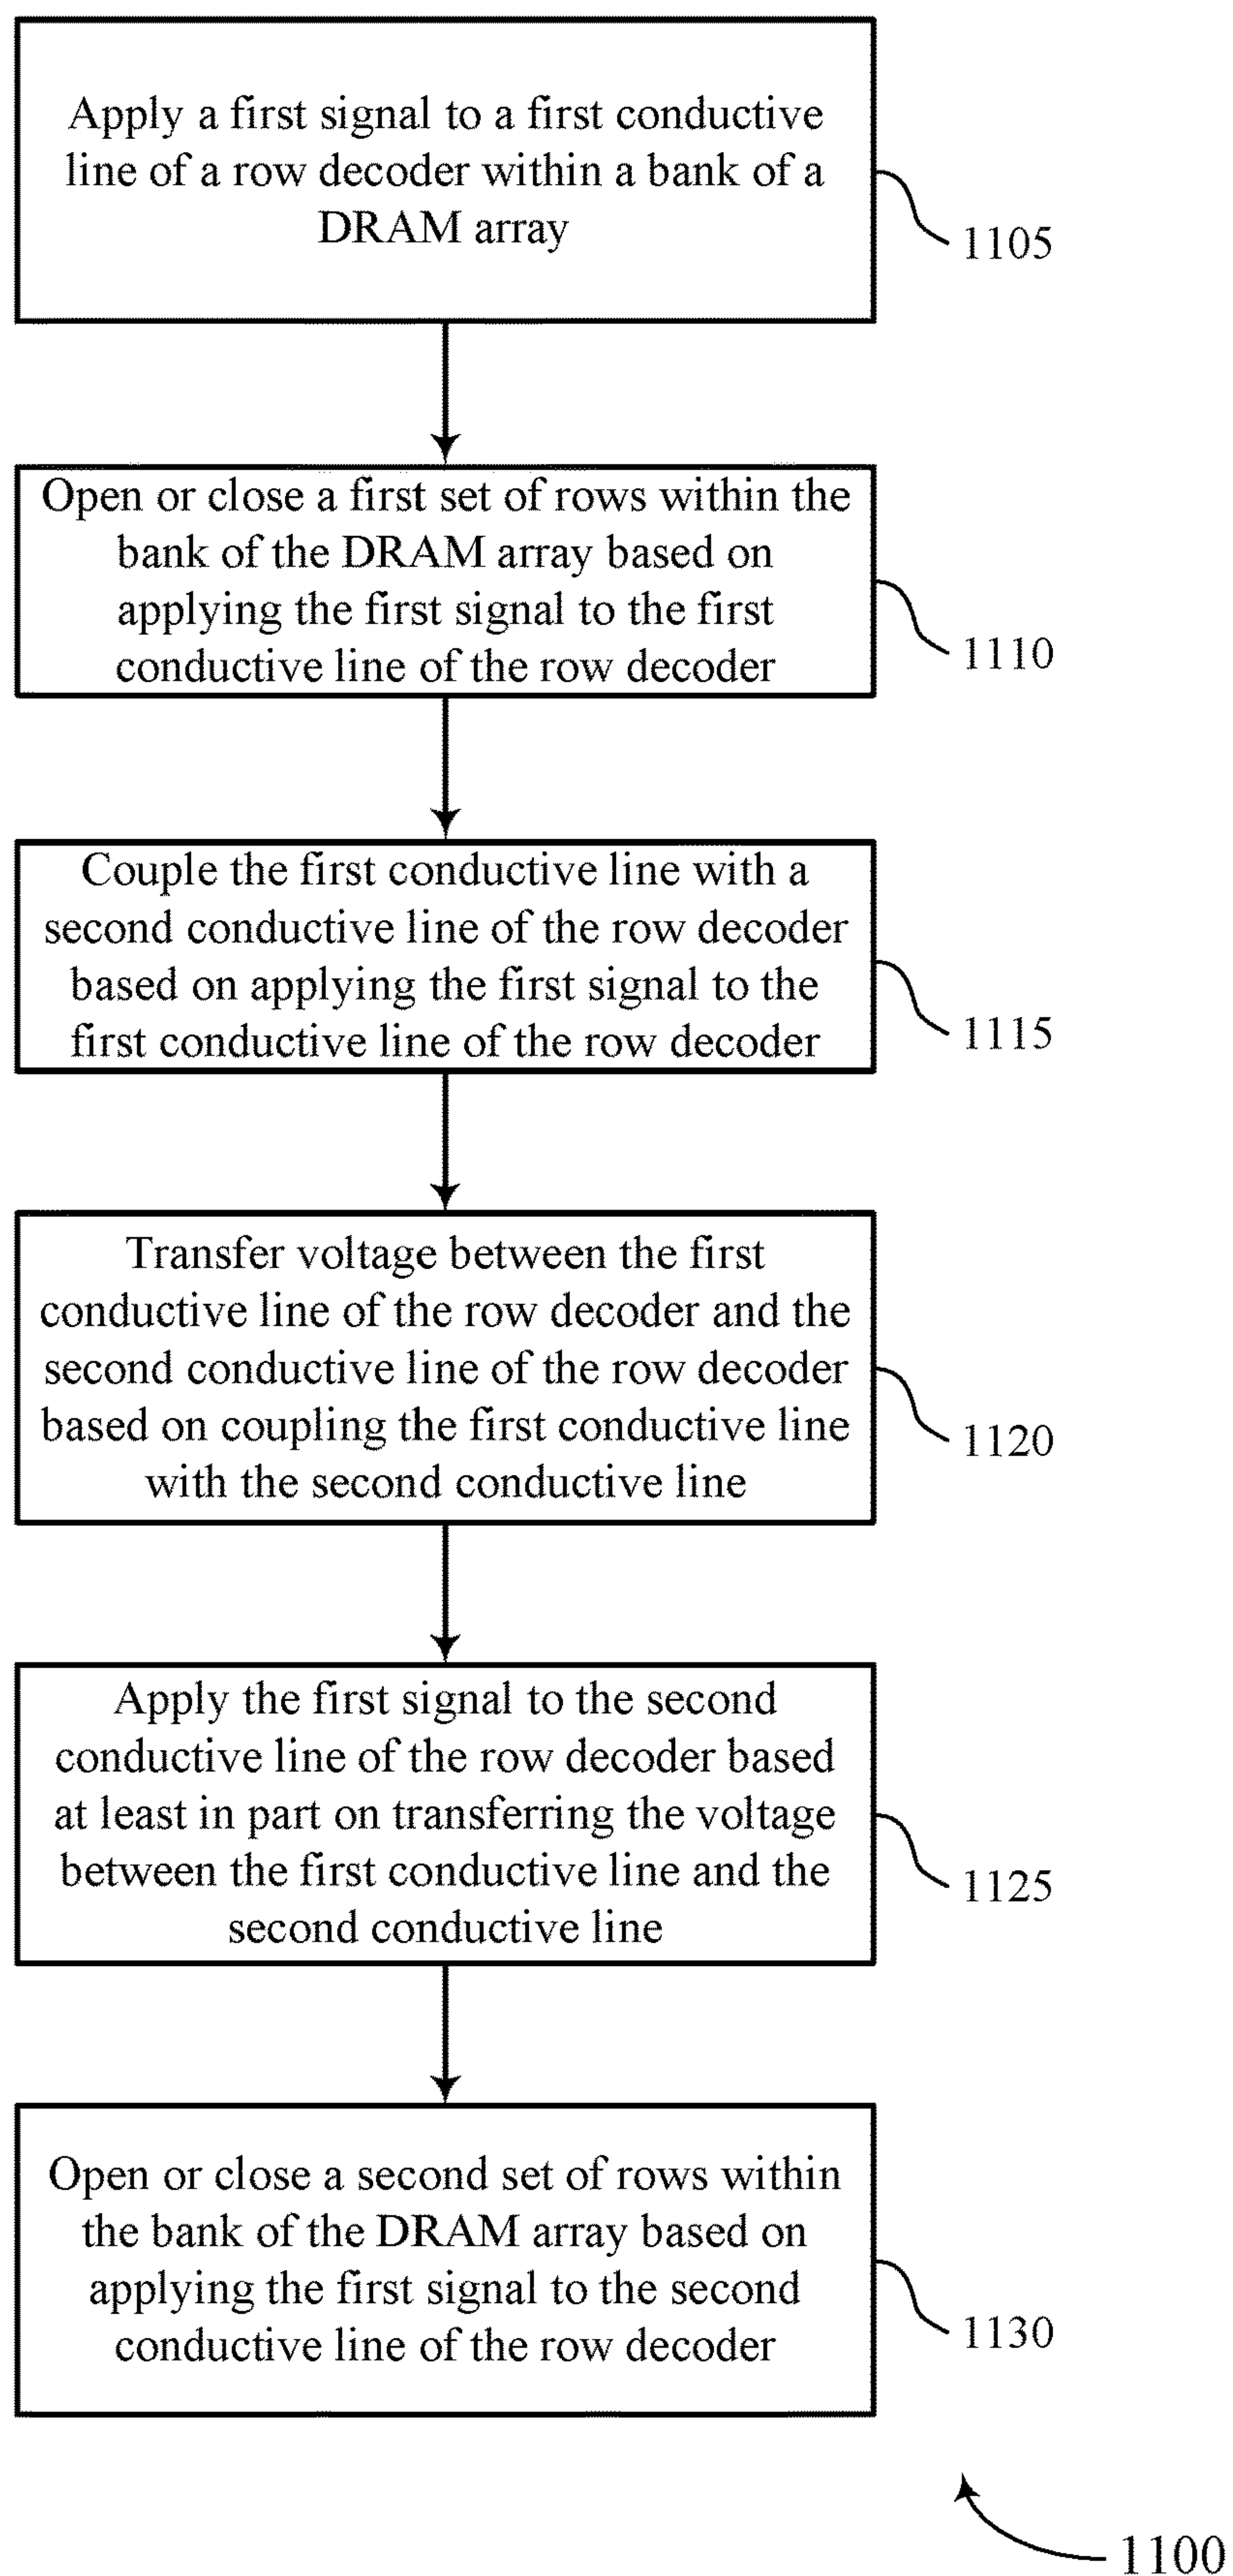 Apply a first signal to a first conductive
line of a row decoder within a bank of a
DRAM array
1105
Open or close a first set of rows within the
bank of the DRAM array based on
applying the first signal to the first
conductive line of the row decoder
1110
Couple the first conductive line with a
second conductive line of the row decoder
based on applying the first signal to the
first conductive line of the row decoder
1115
Transfer voltage between the first
conductive line of the row decoder and the
second conductive line of the row decoder
based on coupling the first conductive line
with the second conductive line
1120
Apply the first signal to the second
conductive line of the row decoder based
at least in part on transferring the voltage
between the first conductive line and the
second conductive line
1125
Open or close a second set of rows within
the bank of the DRAM array based on
applying the first signal to the second
conductive line of the row decoder
1130
1100